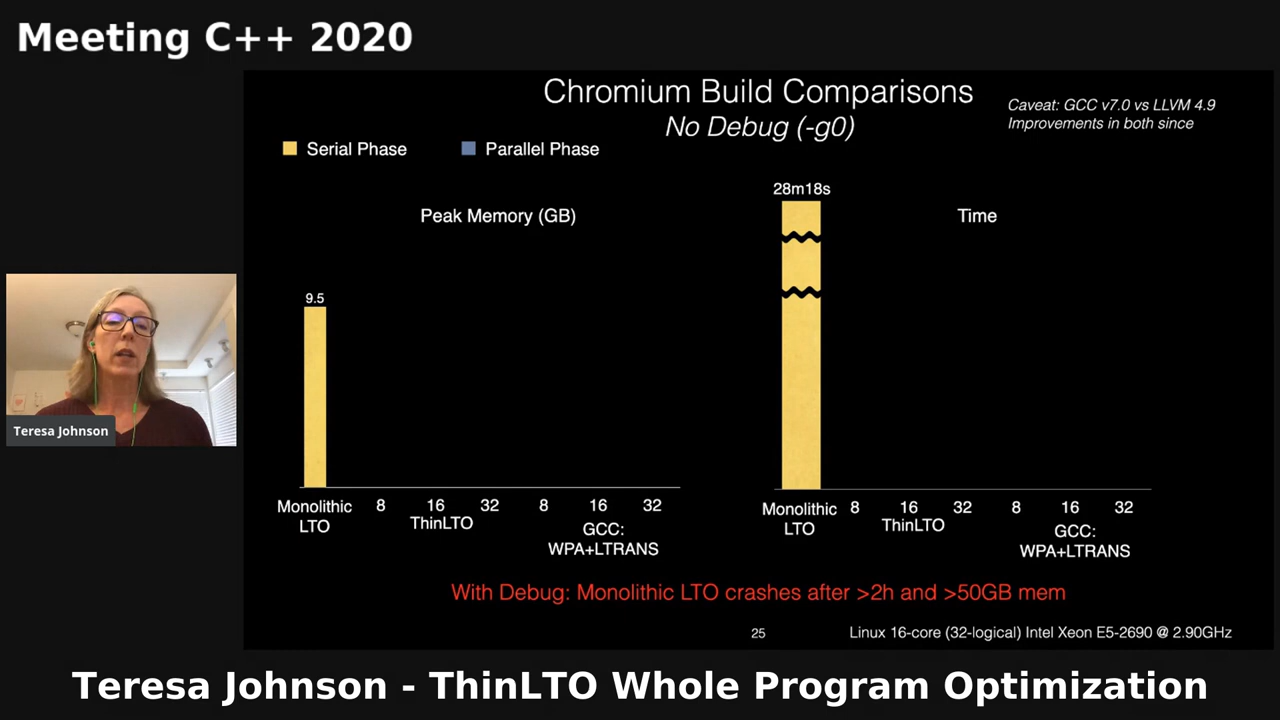 Meeting C++ 2020
Chromium Build Comparisons
No Debug (-g0)
Caveat: GCC v7.0 vs LLVM 4.9
Improvements in both since
Serial Phase
Parallel Phase
Peak Memory (GB)
9.5
Monolithic
LTO
8
16
32
ThinLTO
8
16
32
GCC:
WPA+LTRANS
Time
28m18s
Monolithic
LTO
8
16
32
ThinLTO
8
16
32
GCC:
WPA+LTRANS
With Debug: Monolithic LTO crashes after >2h and >50GB mem
25
Linux 16-core (32-logical) Intel Xeon E5-2690 @ 2.90GHz
Teresa Johnson
Teresa Johnson - ThinLTO Whole Program Optimization